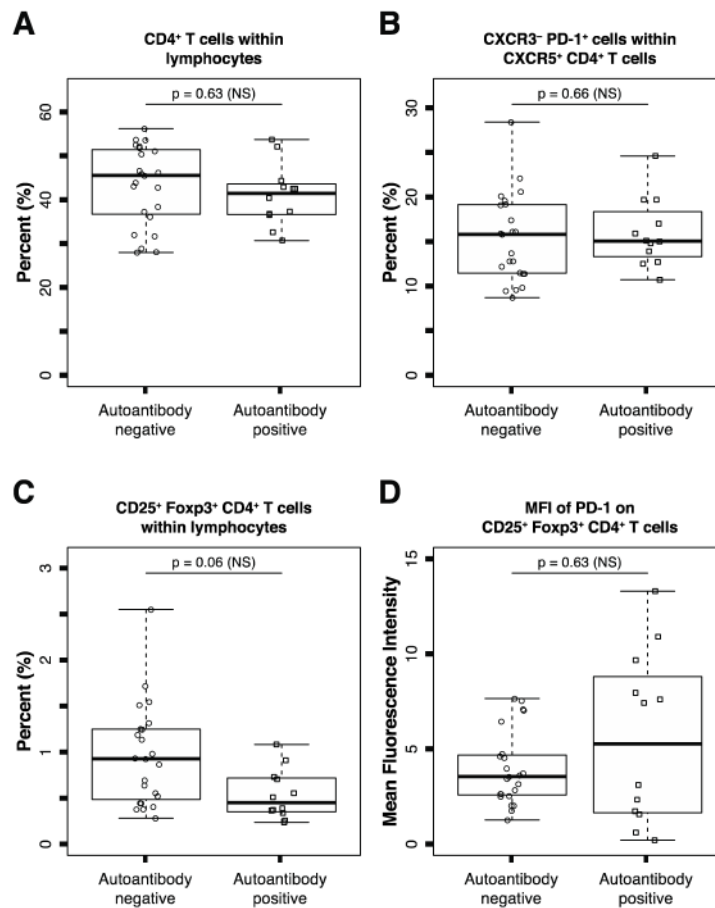 A
CD4⁺ T cells within
lymphocytes
p = 0.63 (NS)
Percent (%)
60
40
20
0
Autoantibody
negative
Autoantibody
positive
B
CXCR3⁻ PD-1⁺ cells within
CXCR5⁺ CD4⁺ T cells
p = 0.66 (NS)
Percent (%)
30
20
10
0
Autoantibody
negative
Autoantibody
positive
C
CD25⁺ Foxp3⁺ CD4⁺ T cells
within lymphocytes
p = 0.06 (NS)
Percent (%)
3
2
1
0
Autoantibody
negative
Autoantibody
positive
D
MFI of PD-1 on
CD25⁺ Foxp3⁺ CD4⁺ T cells
p = 0.63 (NS)
Mean Fluorescence Intensity
15
10
5
0
Autoantibody
negative
Autoantibody
positive